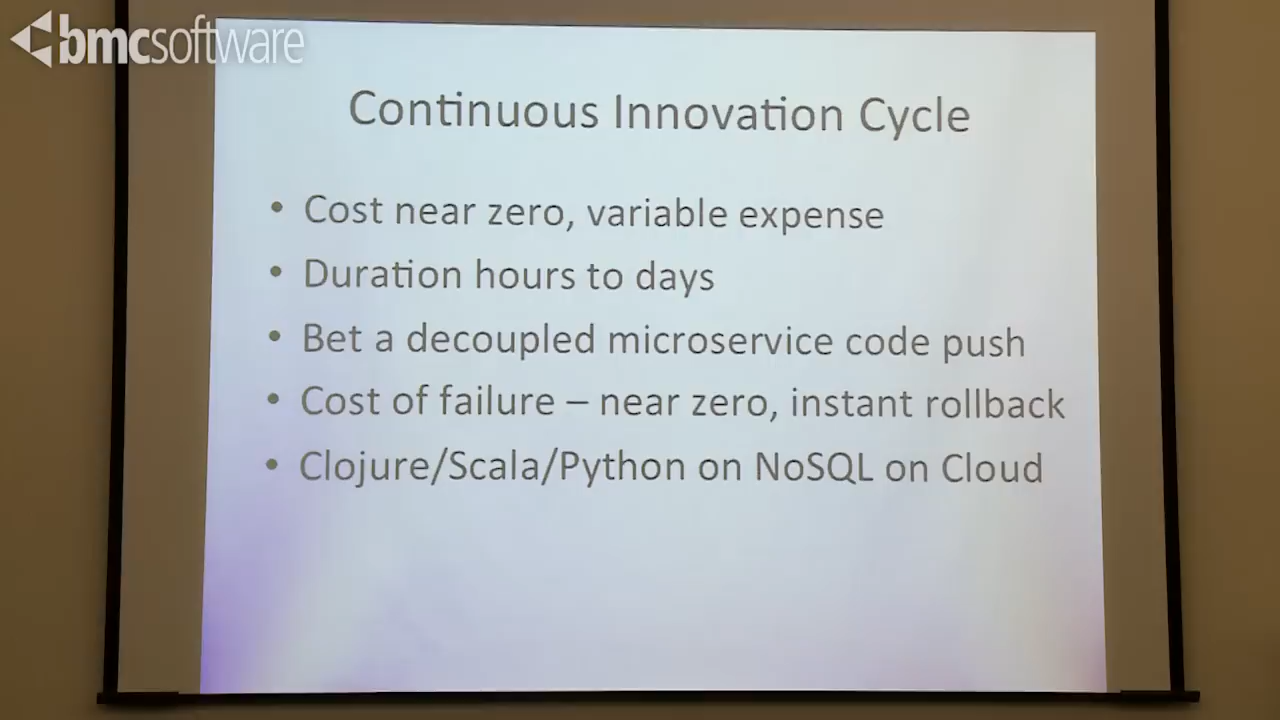 bmcsoftware
Continuous Innovation Cycle
• Cost near zero, variable expense
• Duration hours to days
• Bet a decoupled microservice code push
• Cost of failure – near zero, instant rollback
• Clojure/Scala/Python on NoSQL on Cloud